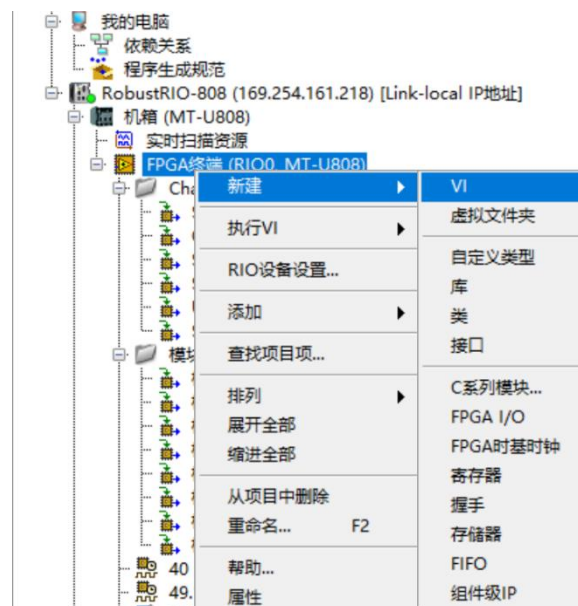 我的电脑
依赖关系
程序生成规范
RobustRIO-808 (169.254.161.218) [Link-local IP地址]
机箱 (MT-U808)
实时扫描资源
FPGA终端 (RIO0, MT-U808)
Cha
模块
40
49.
新建
执行VI
RIO设备设置...
添加
查找项目项...
排列
展开全部
缩进全部
从项目中删除
重命名... F2
帮助...
属性
VI
虚拟文件夹
自定义类型
库
类
接口
C系列模块...
FPGA I/O
FPGA时基时钟
寄存器
握手
存储器
FIFO
组件级IP